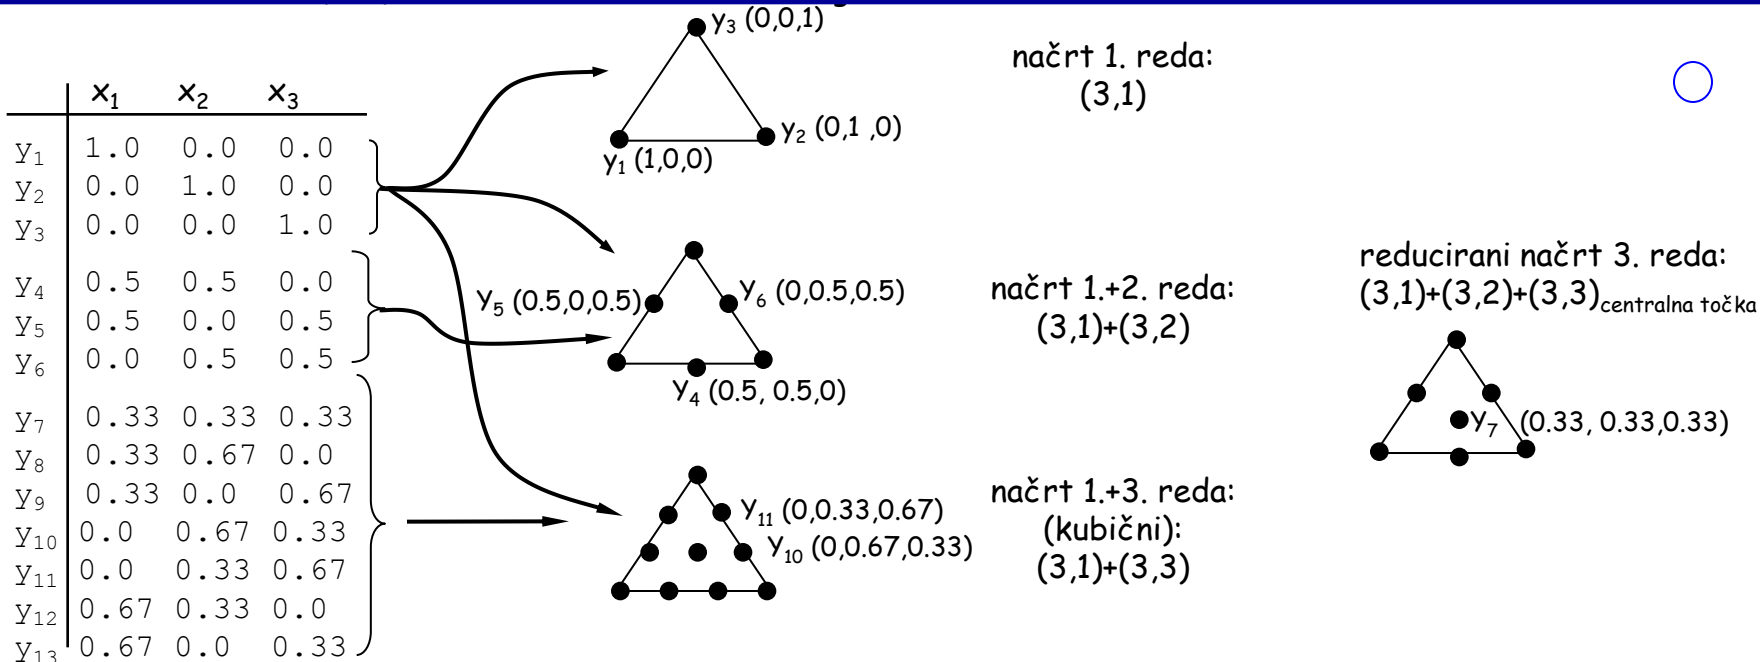 x₁ x₂ x₃
y₁ 1.0 0.0 0.0
y₂ 0.0 1.0 0.0
y₃ 0.0 0.0 1.0
y₄ 0.5 0.5 0.0
y₅ 0.5 0.0 0.5
y₆ 0.0 0.5 0.5
y₇ 0.33 0.33 0.33
y₈ 0.33 0.67 0.0
y₉ 0.33 0.0 0.67
y₁₀ 0.0 0.67 0.33
y₁₁ 0.0 0.33 0.67
y₁₂ 0.67 0.33 0.0
y₁₃ 0.67 0.0 0.33
y₃ (0,0,1)
y₂ (0,1 ,0)
y₁ (1,0,0)
načrt 1. reda:
(3,1)
Y₅ (0.5,0,0.5)
Y₆ (0,0.5,0.5)
Y₄ (0.5, 0.5,0)
načrt 1.+2. reda:
(3,1)+(3,2)
Y₁₁ (0,0.33,0.67)
Y₁₀ (0,0.67,0.33)
načrt 1.+3. reda:
(kubični):
(3,1)+(3,3)
reducirani načrt 3. reda:
(3,1)+(3,2)+(3,3)centralna točka
Y₇ (0.33, 0.33,0.33)